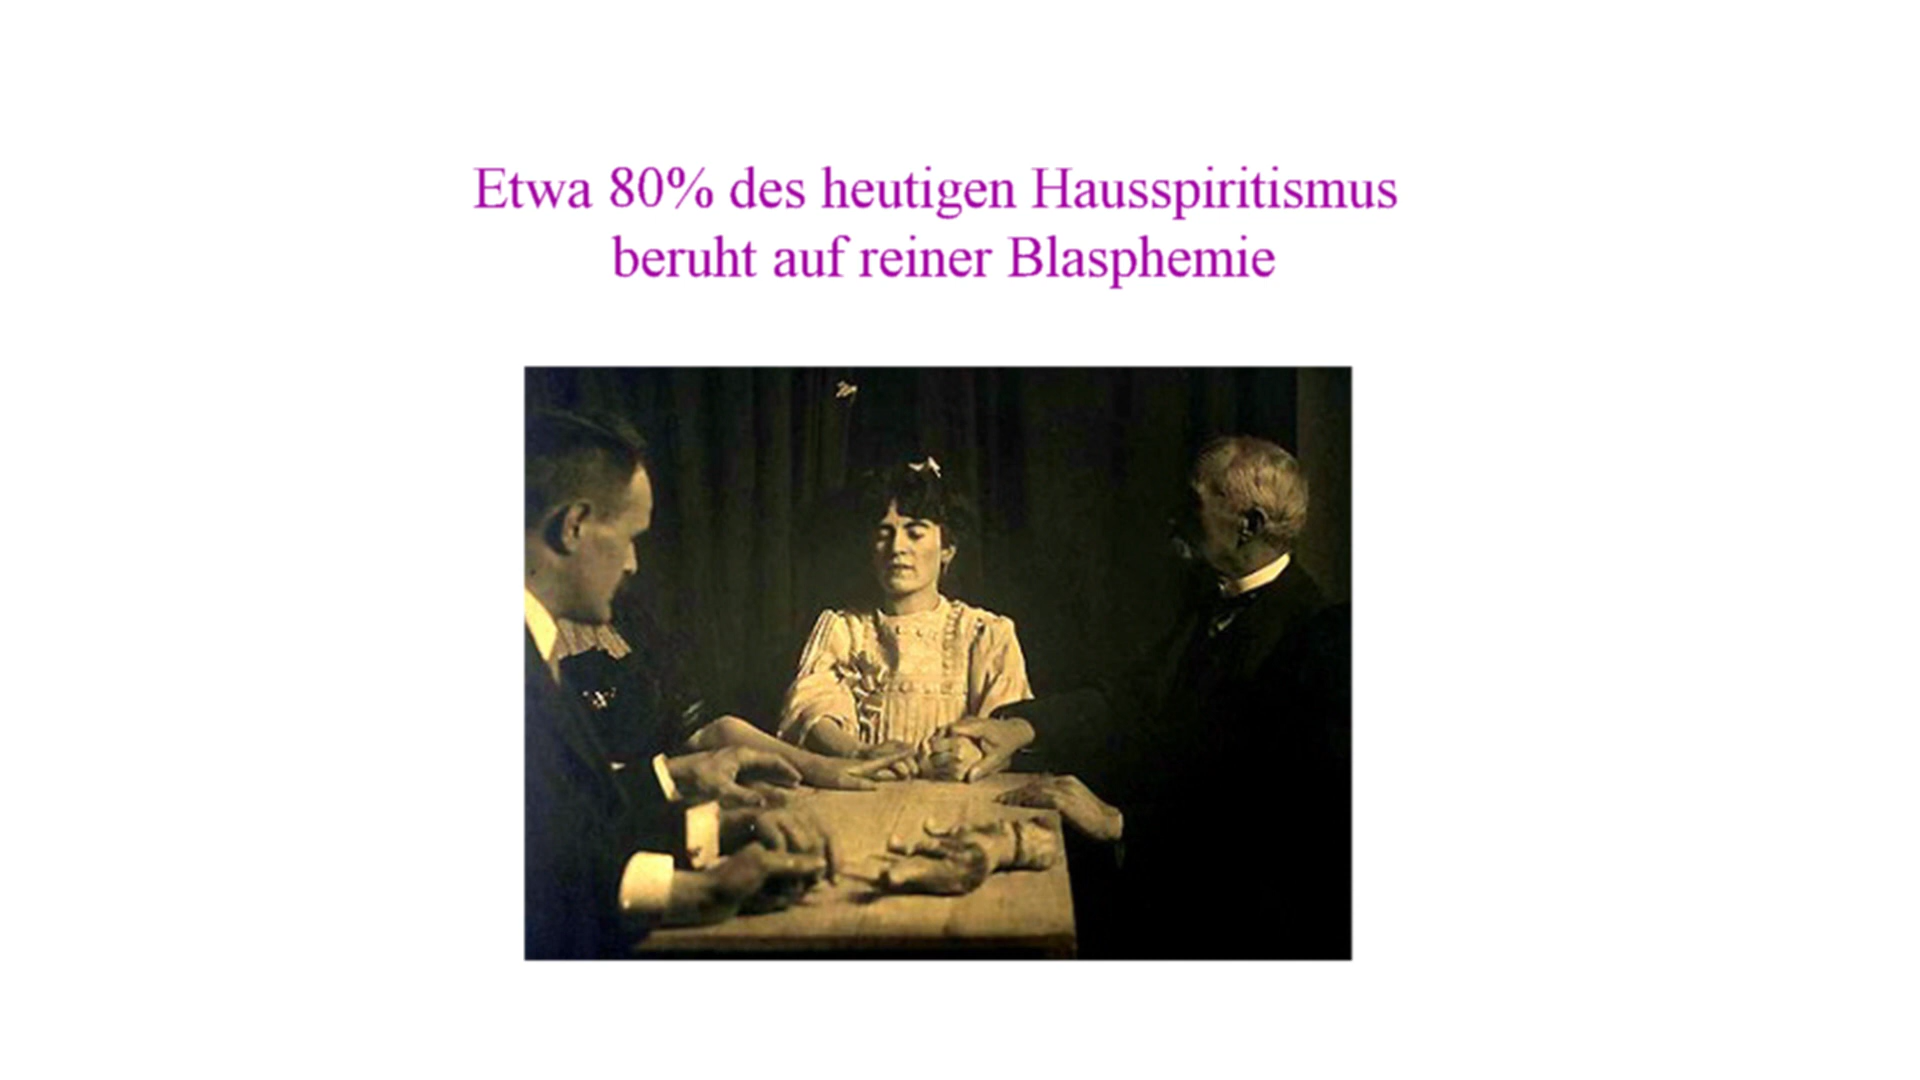 Etwa 80% des heutigen Hausspiritismus
beruht auf reiner Blasphemie